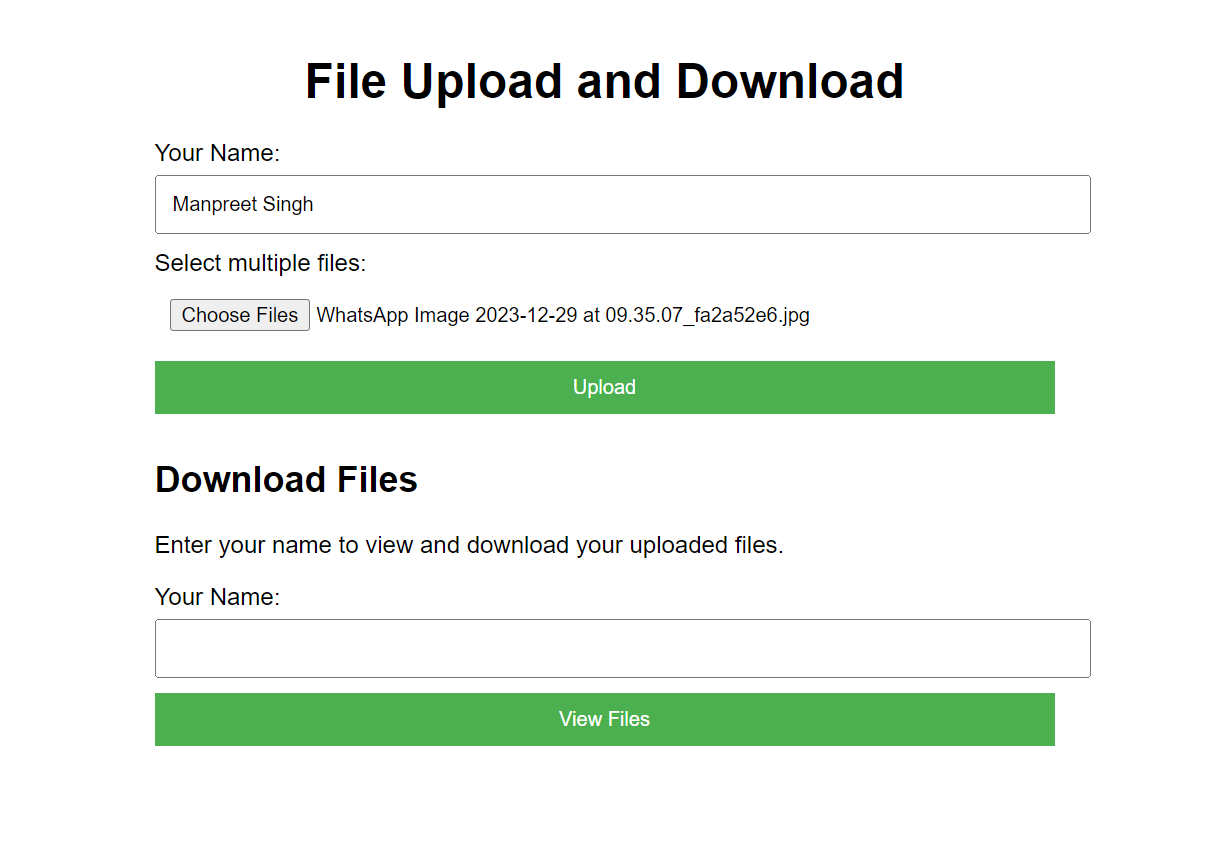 File Upload and Download
Your Name:
Manpreet Singh
Select multiple files:
Choose Files WhatsApp Image 2023-12-29 at 09.35.07_fa2a52e6.jpg
Upload
Download Files
Enter your name to view and download your uploaded files.
Your Name:
View Files